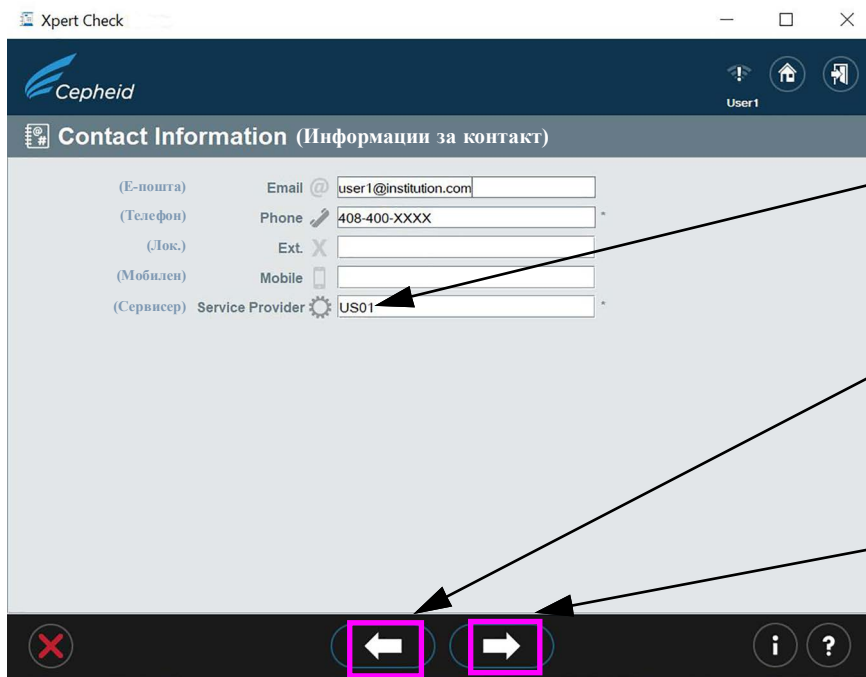 Xpert Check
Cepheid
User1
Contact Information (Информации за контакт)
(Е-пошта) Email @ user1@institution.com
(Телефон) Phone 408-400-XXXX *
(Лок.) Ext. X
(Мобилен) Mobile
(Сервисер) Service Provider US01 *
i ?